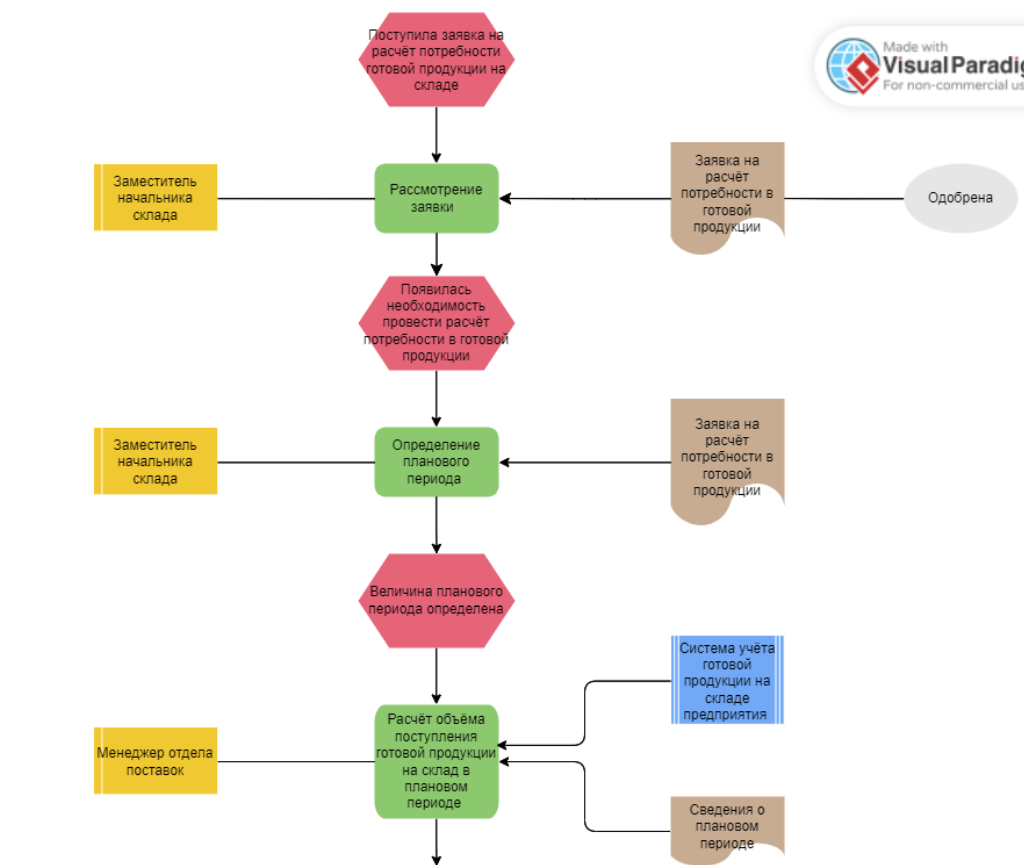 Поступила заявка на
расчёт потребности
готовой продукции на
складе
Made with
Visual Paradig
For non-commercial us
Заместитель
начальника
склада
Рассмотрение
заявки
Заявка на
расчёт
потребности в
готовой
продукции
Одобрена
Появилась
необходимость
провести расчёт
потребности в готовой
продукции
Заместитель
начальника
склада
Определение
планового
периода
Заявка на
расчёт
потребности в
готовой
продукции
Величина планового
периода определена
Система учёта
готовой
продукции на
складе
предприятия
Менеджер отдела
поставок
Расчёт объёма
поступления
готовой продукции
на склад в
плановом
периоде
Сведения о
плановом
периоде